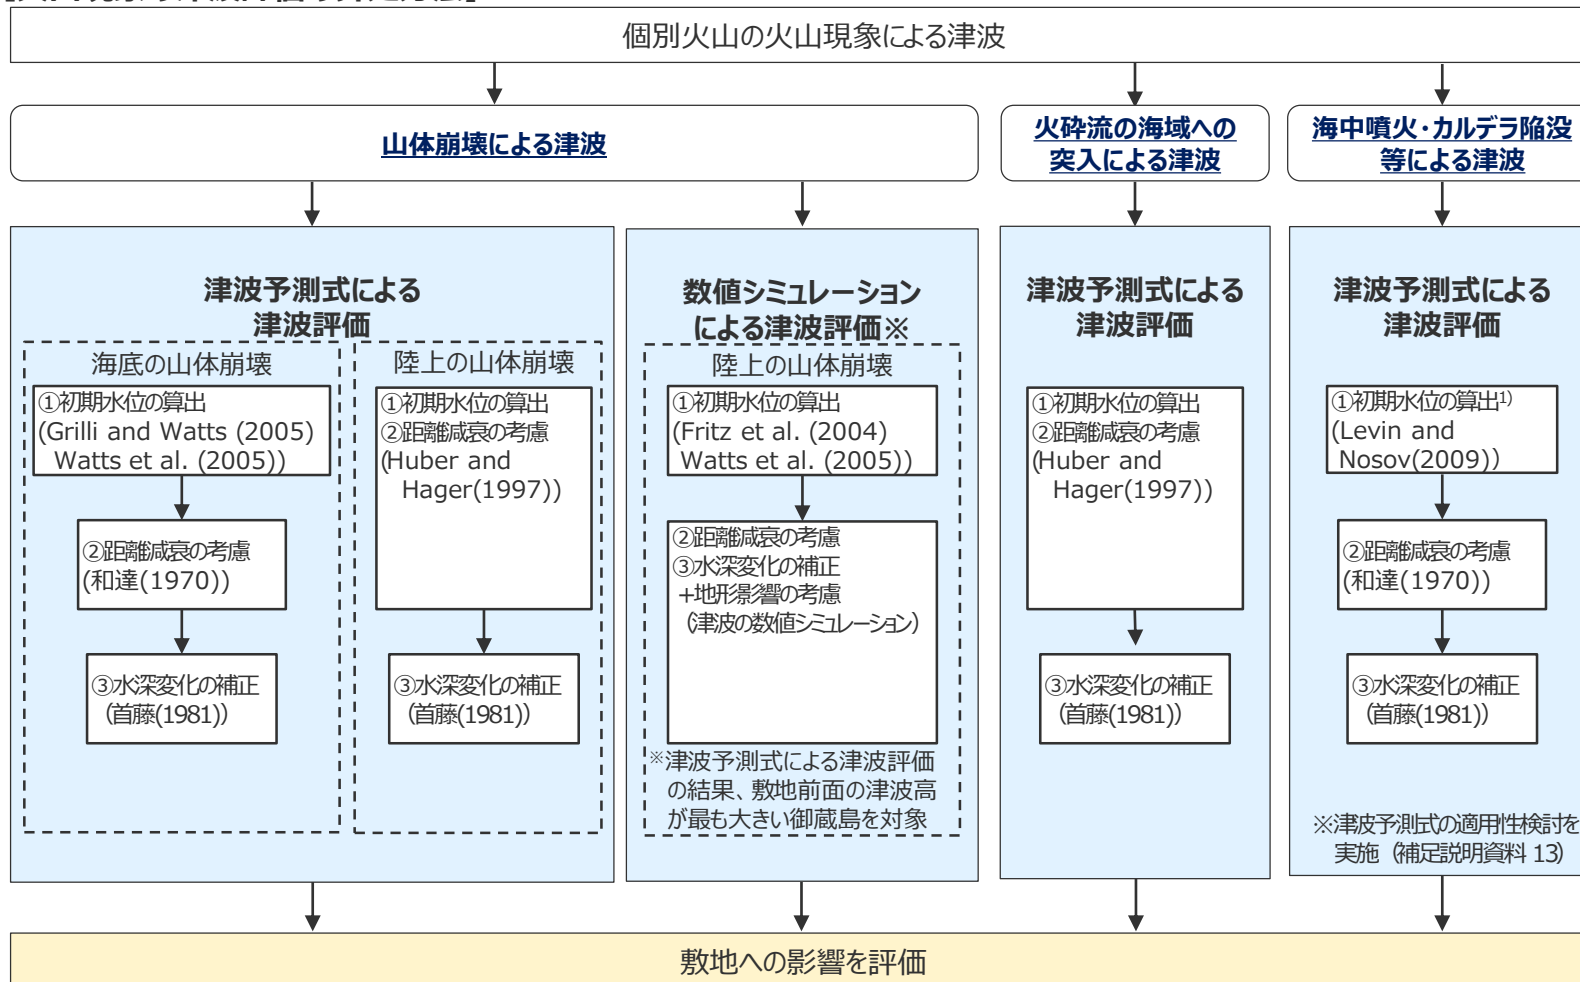 個別火山の火山現象による津波
山体崩壊による津波
火砕流の海域への
突入による津波
海中噴火・カルデラ陥没
等による津波
津波予測式による
津波評価
海底の山体崩壊
①初期水位の算出
(Grilli and Watts (2005)
Watts et al. (2005))
②距離減衰の考慮
(和達(1970))
③水深変化の補正
(首藤(1981))
陸上の山体崩壊
①初期水位の算出
②距離減衰の考慮
(Huber and
Hager(1997))
③水深変化の補正
(首藤(1981))
数値シミュレーション
による津波評価※
陸上の山体崩壊
①初期水位の算出
(Fritz et al. (2004)
Watts et al. (2005))
②距離減衰の考慮
③水深変化の補正
+地形影響の考慮
(津波の数値シミュレーション)
※津波予測式による津波評価
の結果、敷地前面の津波高
が最も大きい御蔵島を対象
津波予測式による
津波評価
①初期水位の算出
②距離減衰の考慮
(Huber and
Hager(1997))
③水深変化の補正
(首藤(1981))
津波予測式による
津波評価
①初期水位の算出1)
(Levin and
Nosov(2009))
②距離減衰の考慮
(和達(1970))
③水深変化の補正
(首藤(1981))
※津波予測式の適用性検討を
実施(補足説明資料 13)
敷地への影響を評価